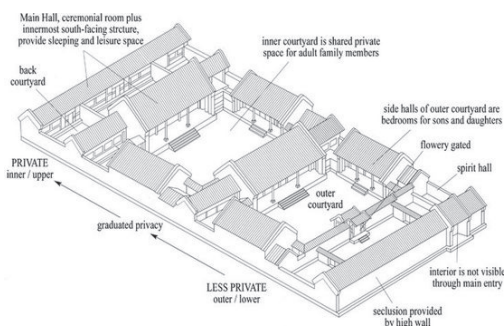 Main Hall, ceremonial room plus
innermost south-facing strcture,
provide sleeping and leisure space
back
courtyard
inner courtyard is shared private
space for adult family members
side halls of outer courtyard are
bedrooms for sons and daughters
flowery gated
spirit hall
outer
courtyard
PRIVATE
inner / upper
graduated privacy
LESS PRIVATE
outer / lower
interior is not visible
through main entry
seclusion provided
by high wall